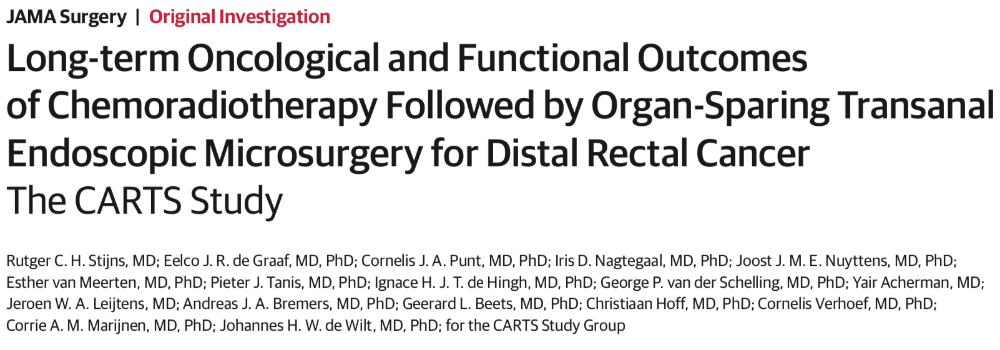 JAMA Surgery | Original Investigation
Long-term Oncological and Functional Outcomes
of Chemoradiotherapy Followed by Organ-Sparing Transanal
Endoscopic Microsurgery for Distal Rectal Cancer
The CARTS Study
Rutger C. H. Stijns, MD; Eelco J. R. de Graaf, MD, PhD; Cornelis J. A. Punt, MD, PhD; Iris D. Nagtegaal, MD, PhD; Joost J. M. E. Nuyttens, MD, PhD;
Esther van Meerten, MD, PhD; Pieter J. Tanis, MD, PhD; Ignace H. J. T. de Hingh, MD, PhD; George P. van der Schelling, MD, PhD; Yair Acherman, MD;
Jeroen W. A. Leijtens, MD; Andreas J. A. Bremers, MD, PhD; Geerard L. Beets, MD, PhD; Christiaan Hoff, MD, PhD; Cornelis Verhoef, MD, PhD;
Corrie A. M. Marijnen, MD, PhD; Johannes H. W. de Wilt, MD, PhD; for the CARTS Study Group